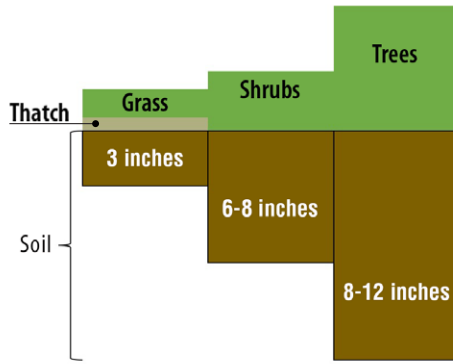 Trees
Shrubs
Grass
Thatch
3 inches
6-8 inches
Soil
8-12 inches